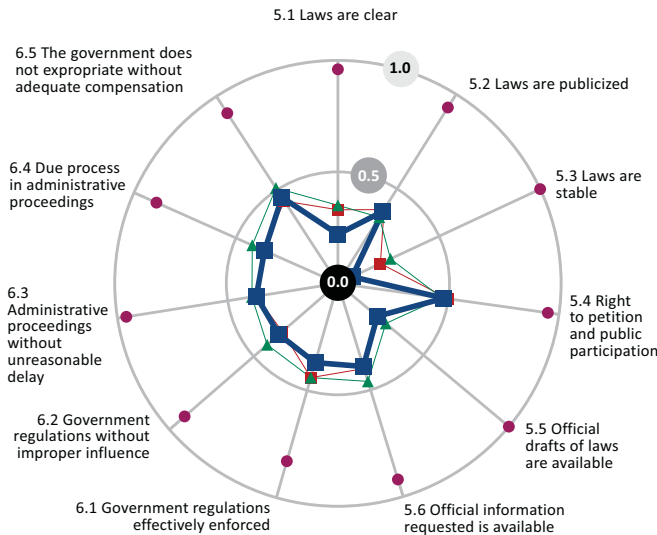 5.1 Laws are clear
1.0
5.2 Laws are publicized
5.3 Laws are
stable
5.4 Right
to petition
and public
participation
5.5 Official
drafts of laws
are available
5.6 Official information
requested is available
6.1 Government regulations
effectively enforced
6.2 Government
regulations without
improper influence
6.3
Administrative
proceedings
without
unreasonable
delay
6.4 Due process
in administrative
proceedings
6.5 The government does
not expropriate without
adequate compensation
0.5
0.0